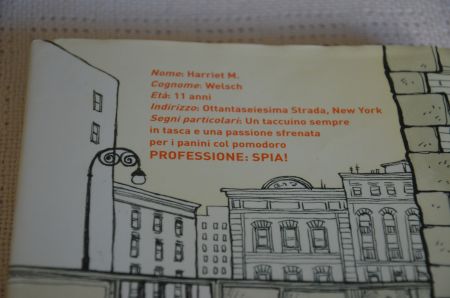 Nome: Harriet M.
Cognome: Welsch
Età: 11 anni
Indirizzo: Ottantaseiesima Strada, New York
Segni particolari: Un taccuino sempre
in tasca e una passione sfrenata
per i panini col pomodoro
PROFESSIONE: SPIA!